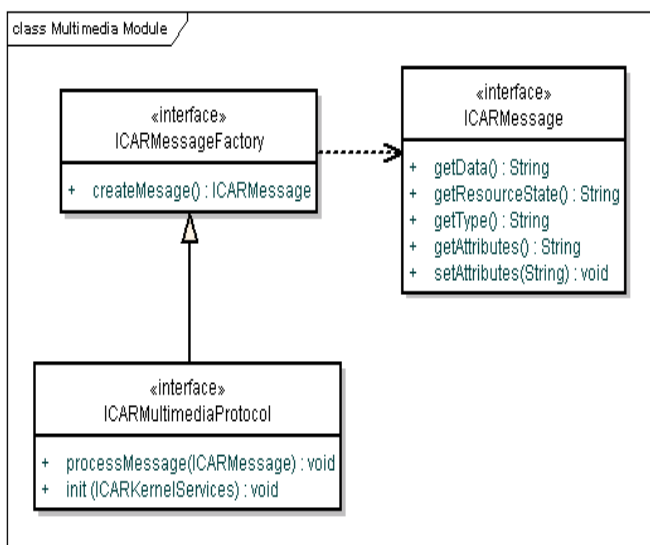 class Multimedia Module
«interface»
ICARMessageFactory
+ createMesage() : ICARMessage
«interface»
ICARMessage
+ getData() : String
+ getResourceState() : String
+ getType() : String
+ getAttributes() : String
+ setAttributes(String) : void
«interface»
ICARMultimediaProtocol
+ processMessage(ICARMessage) : void
+ init (ICARKernelServices) : void